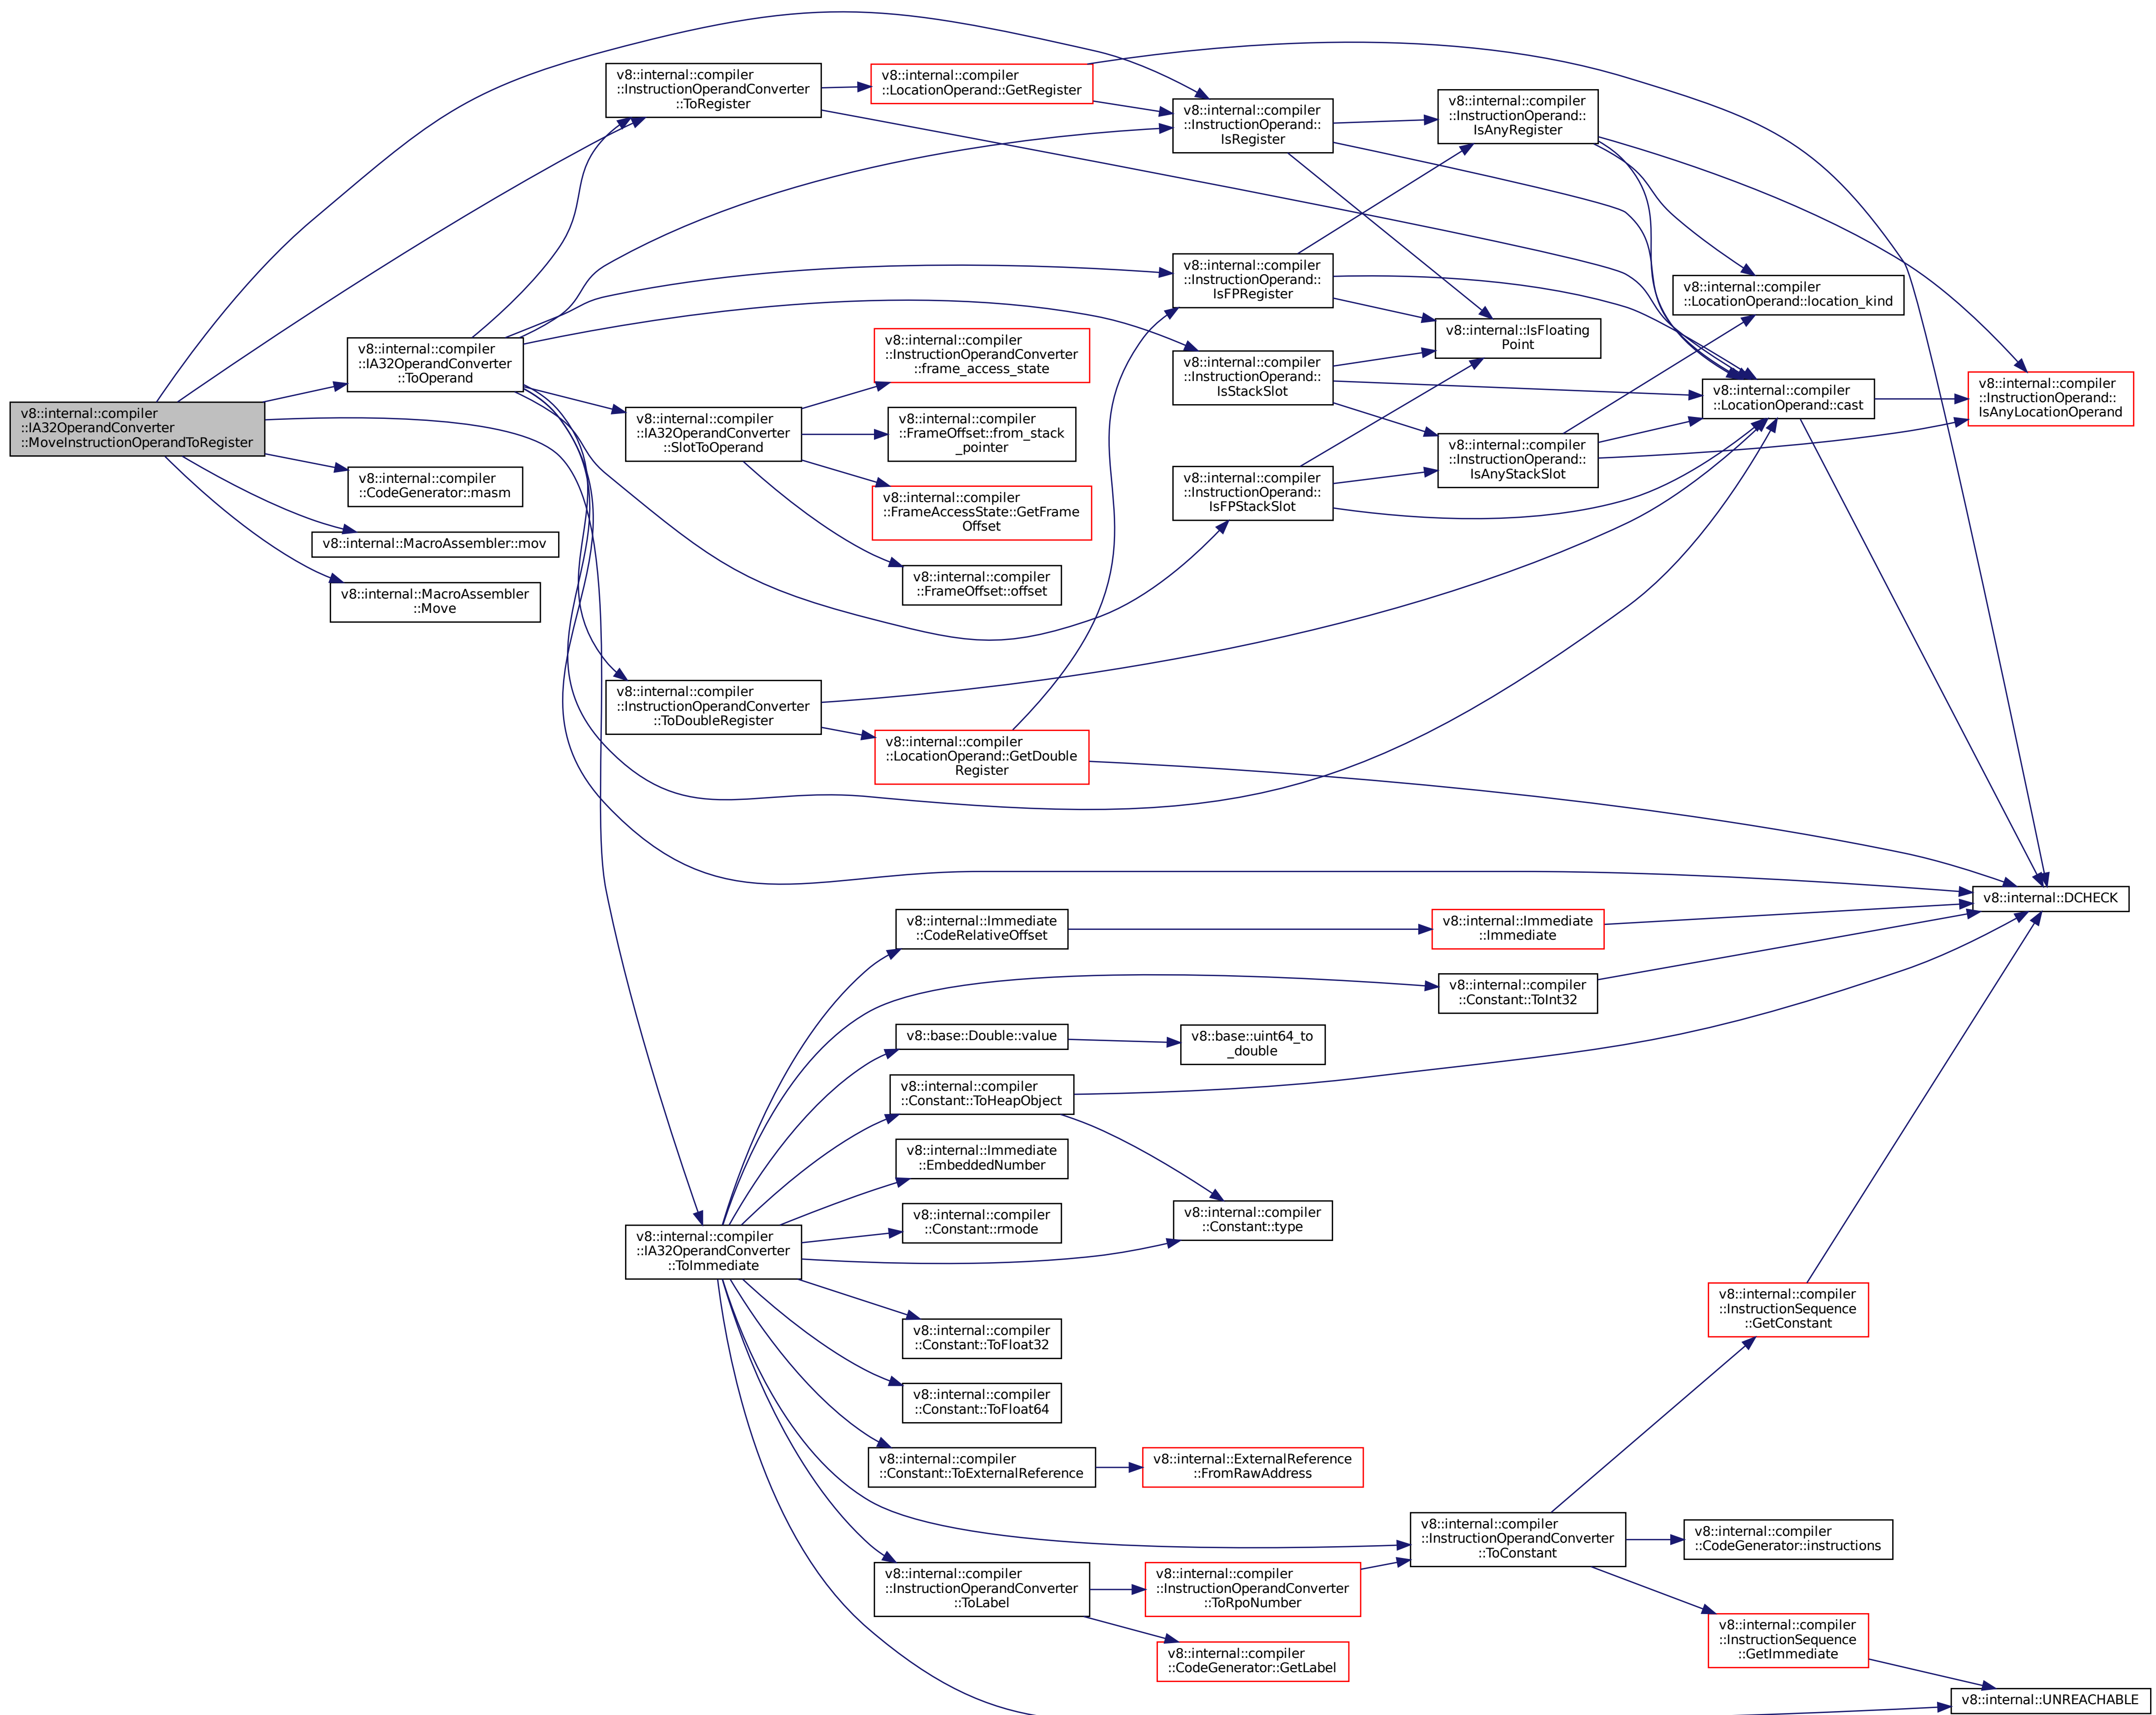 v8::internal::compiler
::IA32OperandConverter
::MoveInstructionOperandToRegister
v8::internal::compiler
::IA32OperandConverter
::ToOperand
v8::internal::compiler
::CodeGenerator::masm
v8::internal::MacroAssembler::mov
v8::internal::MacroAssembler
::Move
v8::internal::compiler
::InstructionOperandConverter
::ToRegister
v8::internal::compiler
::IA32OperandConverter
::SlotToOperand
v8::internal::compiler
::InstructionOperandConverter
::ToDoubleRegister
v8::internal::compiler
::IA32OperandConverter
::ToImmediate
v8::internal::compiler
::LocationOperand::GetRegister
v8::internal::compiler
::InstructionOperandConverter
::frame_access_state
v8::internal::compiler
::FrameOffset::from_stack
_pointer
v8::internal::compiler
::FrameAccessState::GetFrame
Offset
v8::internal::compiler
::FrameOffset::offset
v8::internal::compiler
::LocationOperand::GetDouble
Register
v8::internal::Immediate
::CodeRelativeOffset
v8::base::Double::value
v8::internal::compiler
::Constant::ToHeapObject
v8::internal::Immediate
::EmbeddedNumber
v8::internal::compiler
::Constant::rmode
v8::internal::compiler
::Constant::ToFloat32
v8::internal::compiler
::Constant::ToFloat64
v8::internal::compiler
::Constant::ToExternalReference
v8::internal::compiler
::InstructionOperandConverter
::ToLabel
v8::internal::compiler
::InstructionOperand::
IsRegister
v8::internal::compiler
::InstructionOperand::
IsFPRegister
v8::internal::compiler
::InstructionOperand::
IsStackSlot
v8::internal::compiler
::InstructionOperand::
IsFPStackSlot
v8::base::uint64_to
_double
v8::internal::compiler
::Constant::type
v8::internal::ExternalReference
::FromRawAddress
v8::internal::compiler
::InstructionOperandConverter
::ToRpoNumber
v8::internal::compiler
::CodeGenerator::GetLabel
v8::internal::compiler
::InstructionOperand::
IsAnyRegister
v8::internal::IsFloating
Point
v8::internal::compiler
::InstructionOperand::
IsAnyStackSlot
v8::internal::Immediate
::Immediate
v8::internal::compiler
::Constant::ToInt32
v8::internal::compiler
::InstructionOperandConverter
::ToConstant
v8::internal::compiler
::LocationOperand::location_kind
v8::internal::compiler
::LocationOperand::cast
v8::internal::compiler
::InstructionSequence
::GetConstant
v8::internal::compiler
::CodeGenerator::instructions
v8::internal::compiler
::InstructionSequence
::GetImmediate
v8::internal::compiler
::InstructionOperand::
IsAnyLocationOperand
v8::internal::DCHECK
v8::internal::UNREACHABLE